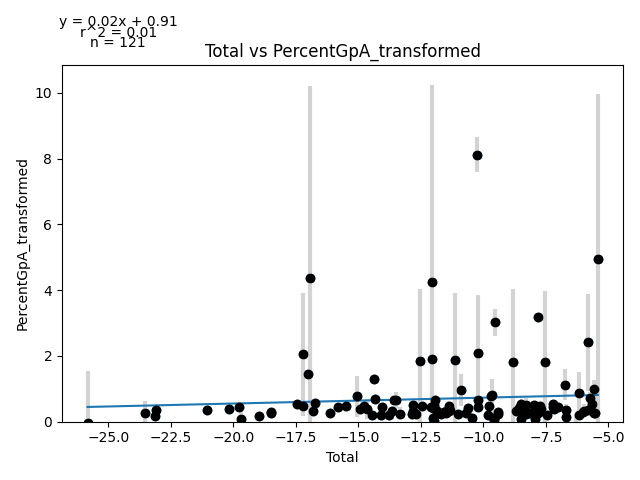 y = 0.02x + 0.91
r^2 = 0.01
n = 121
Total vs PercentGpA_transformed
PercentGpA_transformed
10
8
6
4
2
0
−25.0 −22.5 −20.0 −17.5 −15.0 −12.5 −10.0 −7.5 −5.0
Total